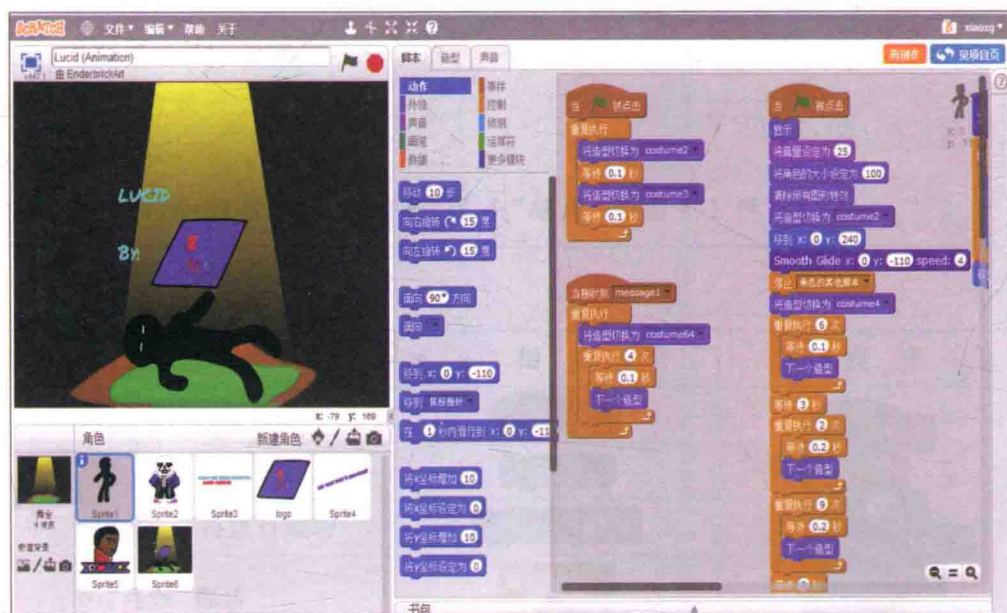 SCRATCH 文件▼ 编辑▼ 帮助 关于
xiaoxg▼
Lucid (Animation)
由 EnderbrickArt
v447.1
脚本 造型 声音
再创作 见项目页
LUCID
By:
x: -79 y: 169
角色 新建角色
舞台
新建背景
Sprite1 Sprite2 Sprite3 logo Sprite4
Sprite5 Sprite6
动作 事件
外观 控制
声音 侦测
画笔 运算符
数据 更多模块
移动 10 步
向右旋转 15 度
向左旋转 15 度
面向 90▼ 方向
面向
移到 x: 0 y: -110
移到 鼠标指针
在 1 秒内滑行到 x: 0 y: -11
将x坐标增加 10
将x坐标设定为 0
将y坐标增加 10
将y坐标设定为 0
当 被点击
重复执行
将造型切换为 costume2
等待 0.1 秒
将造型切换为 costume3
等待 0.1 秒
当接收到 message1
重复执行
将造型切换为 costume64
重复执行 4 次
等待 0.1 秒
下一个造型
当 被点击
显示
将音量设定为 25
将角色的大小设定为 100
清除所有图形特效
将造型切换为 costume2
移到 x: 0 y: 240
Smooth Glide x: 0 y: -110 speed: 4
停止 角色的其他脚本
将造型切换为 costume4
重复执行 6 次
等待 0.1 秒
下一个造型
等待 3 秒
重复执行 2 次
等待 0.2 秒
下一个造型
重复执行 9 次
等待 0.2 秒
下一个造型
书包